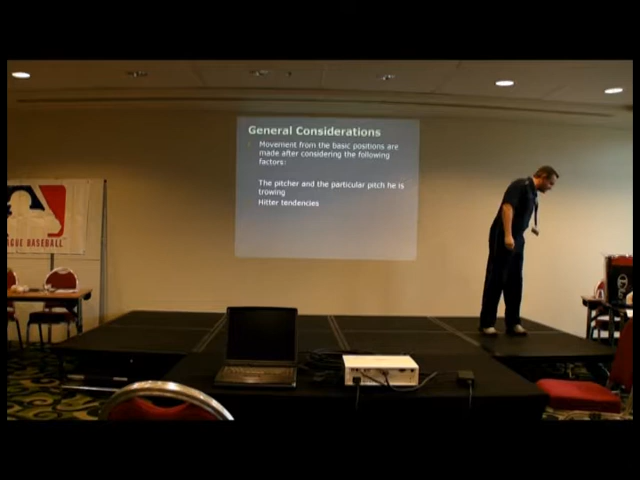 General Considerations
Movement from the basic positions are
made after considering the following
factors:
The pitcher and the particular pitch he is
trowing
Hitter tendencies
AGUE BASEBALL